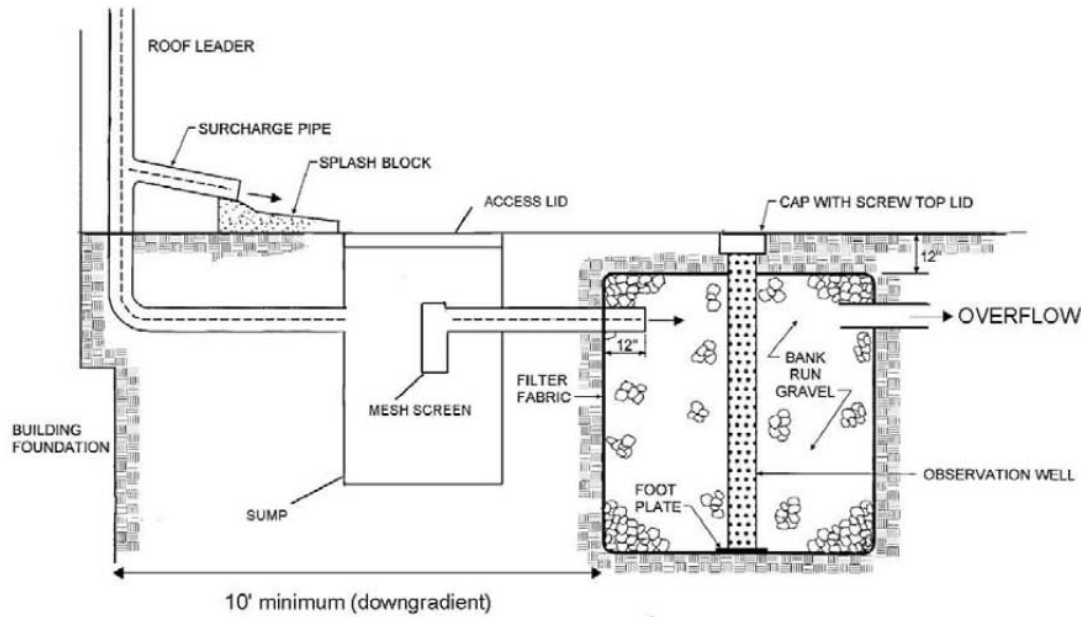 ROOF LEADER
SURCHARGE PIPE
SPLASH BLOCK
ACCESS LID
CAP WITH SCREW TOP LID
12"
OVERFLOW
12"
BANK
RUN
GRAVEL
FILTER
FABRIC
MESH SCREEN
BUILDING
FOUNDATION
OBSERVATION WELL
FOOT
PLATE
SUMP
10' minimum (downgradient)